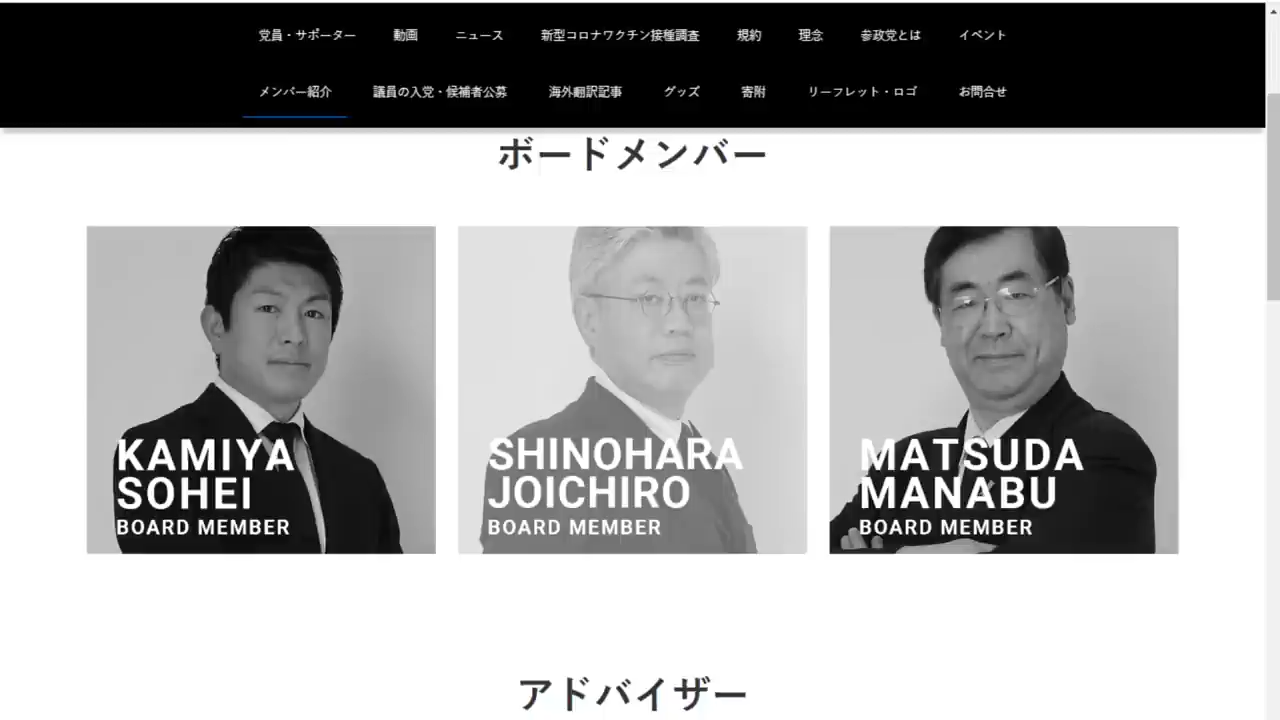 党員・サポーター 動画 ニュース 新型コロナワクチン接種調査 規約 理念 参政党とは イベント
メンバー紹介 議員の入党・候補者公募 海外翻訳記事 グッズ 寄附 リーフレット・ロゴ お問合せ
ボードメンバー
KAMIYA
SOHEI
BOARD MEMBER
SHINOHARA
JOICHIRO
BOARD MEMBER
MATSUDA
MANABU
BOARD MEMBER
アドバイザー